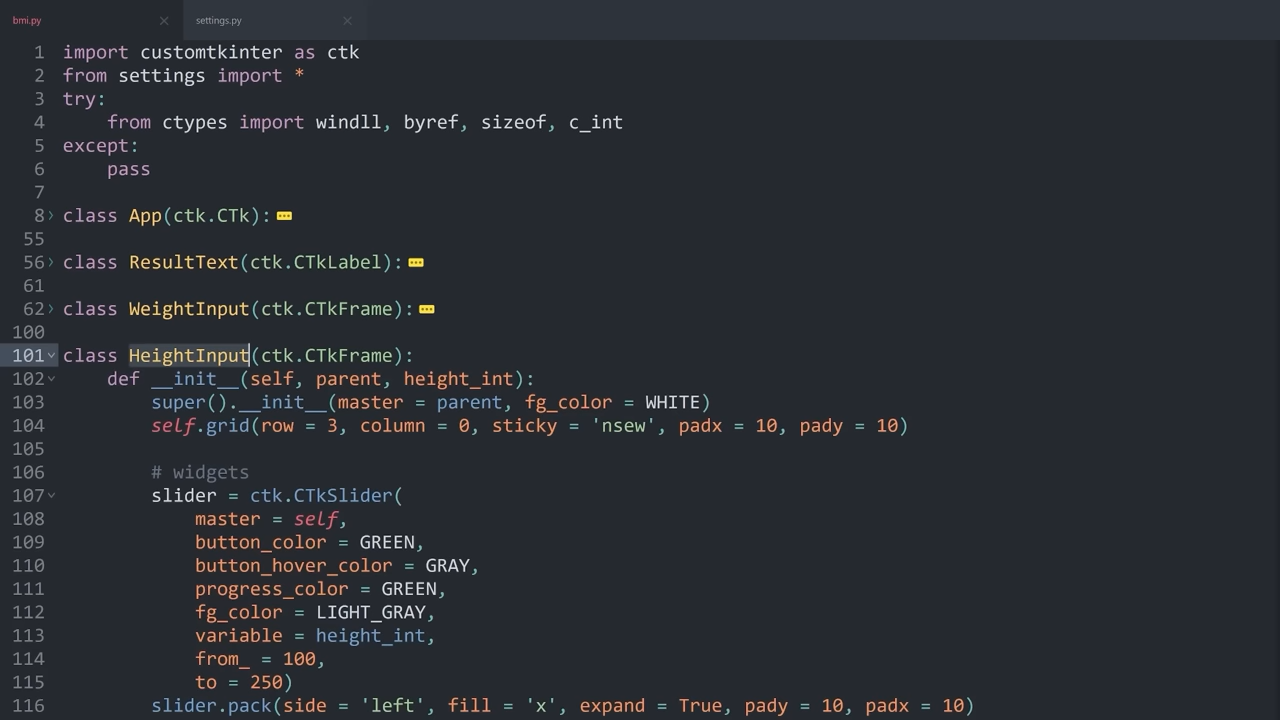 bmi.py
settings.py
1 import customtkinter as ctk
2 from settings import *
3 try:
4     from ctypes import windll, byref, sizeof, c_int
5 except:
6     pass
7
8 class App(ctk.CTk):
55
56 class ResultText(ctk.CTkLabel):
61
62 class WeightInput(ctk.CTkFrame):
100
101 class HeightInput(ctk.CTkFrame):
102     def __init__(self, parent, height_int):
103         super().__init__(master = parent, fg_color = WHITE)
104         self.grid(row = 3, column = 0, sticky = 'nsew', padx = 10, pady = 10)
105
106         # widgets
107         slider = ctk.CTkSlider(
108             master = self,
109             button_color = GREEN,
110             button_hover_color = GRAY,
111             progress_color = GREEN,
112             fg_color = LIGHT_GRAY,
113             variable = height_int,
114             from_ = 100,
115             to = 250)
116         slider.pack(side = 'left', fill = 'x', expand = True, pady = 10, padx = 10)